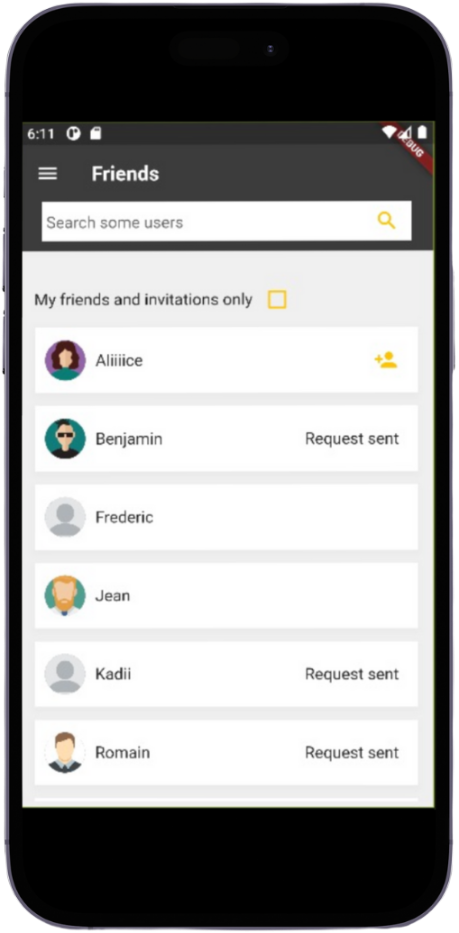 6:11
DEBUG
Friends
Search some users
My friends and invitations only
Aliiiice
Benjamin Request sent
Frederic
Jean
Kadii Request sent
Romain Request sent